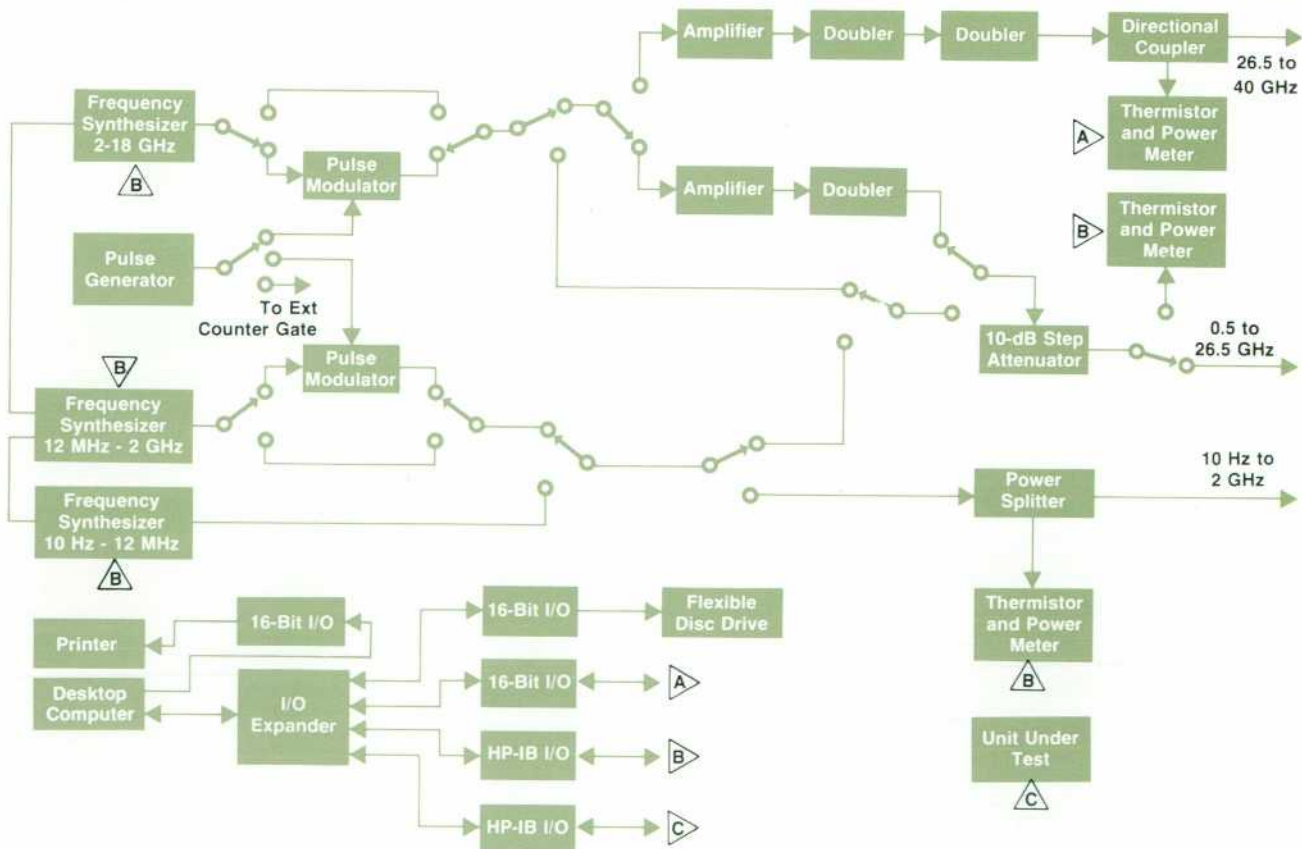 Amplifier
Doubler
Doubler
Directional
Coupler
26.5 to
40 GHz
Frequency
Synthesizer
2-18 GHz
B
Pulse
Modulator
A
Thermistor
and Power
Meter
Amplifier
Doubler
B
Thermistor
and Power
Meter
Pulse
Generator
To Ext
Counter Gate
10-dB Step
Attenuator
0.5 to
26.5 GHz
Pulse
Modulator
B
Frequency
Synthesizer
12 MHz - 2 GHz
Frequency
Synthesizer
10 Hz - 12 MHz
B
Power
Splitter
10 Hz to
2 GHz
Thermistor
and Power
Meter
B
Printer
16-Bit I/O
16-Bit I/O
Flexible
Disc Drive
Desktop
Computer
I/O
Expander
16-Bit I/O
A
HP-IB I/O
B
HP-IB I/O
C
Unit Under
Test
C